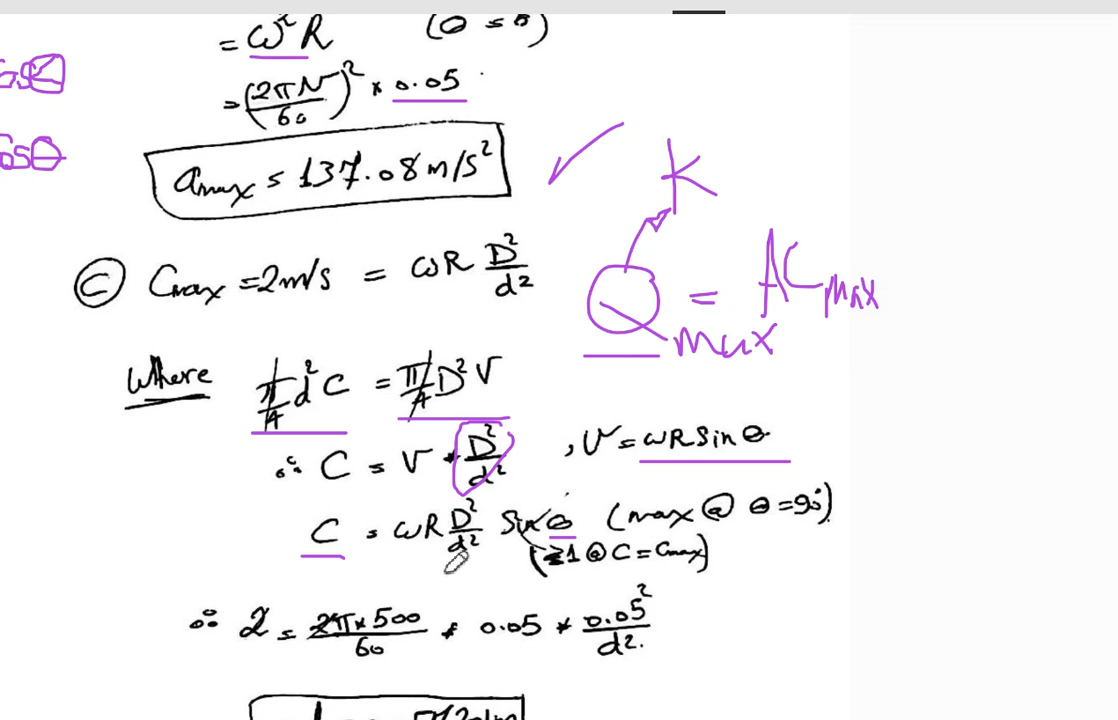 = ω²R (θ = 0)
= (2πN/60)² * 0.05
a_max = 137.08 m/s²
K
© C_max = 2 m/s = ωR D²/d²
Q_max = AC_max
Where π/4 d² C = π/4 D² V
∴ C = V * D²/d² , V = ωR Sin θ
C = ωR D²/d² Sin θ (max @ θ = 90°)
(=1 @ C = C_max)
∴ 2 = 2π×500/60 * 0.05 * 0.05²/d².